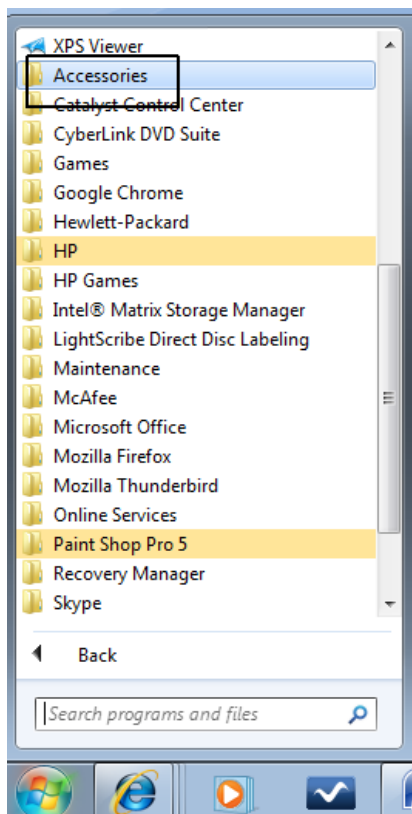 XPS Viewer
Accessories
Catalyst Control Center
CyberLink DVD Suite
Games
Google Chrome
Hewlett-Packard
HP
HP Games
Intel® Matrix Storage Manager
LightScribe Direct Disc Labeling
Maintenance
McAfee
Microsoft Office
Mozilla Firefox
Mozilla Thunderbird
Online Services
Paint Shop Pro 5
Recovery Manager
Skype
Back
Search programs and files